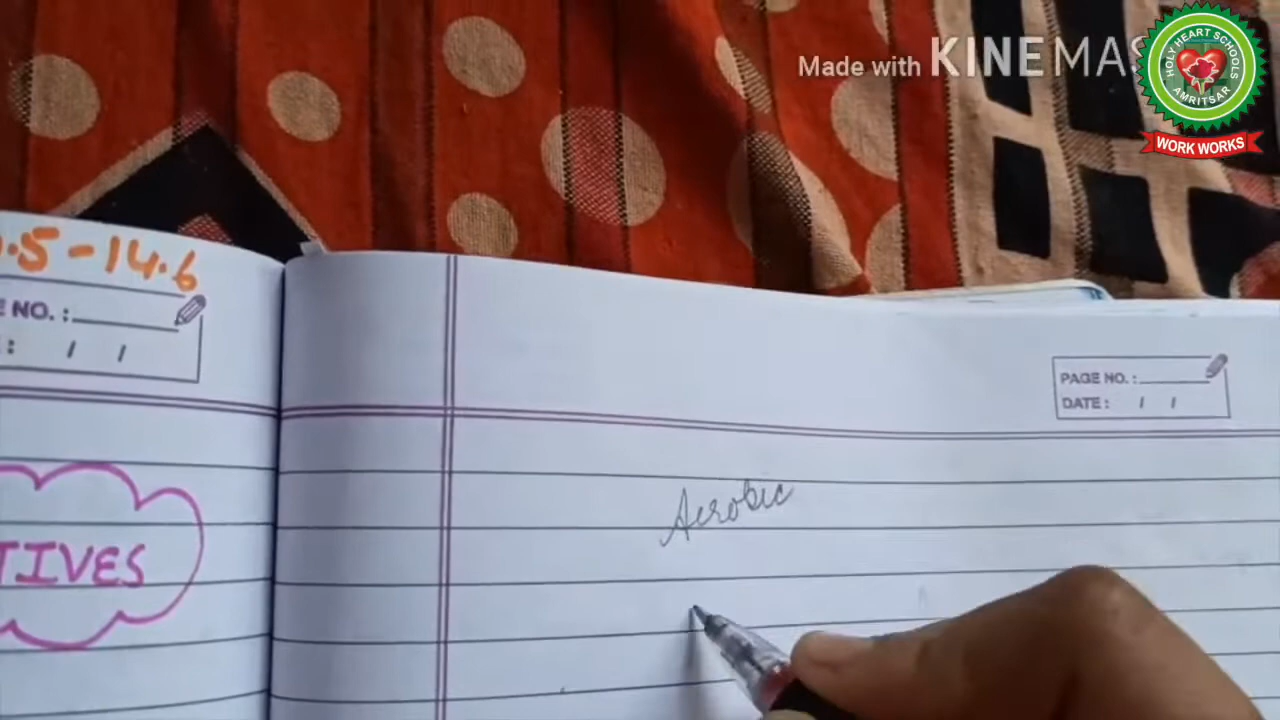 Made with KINEMAS
HOLY HEART SCHOOLS
AMRITSAR
WORK WORKS
.5-14.6
E NO. :
: / /
TIVES
PAGE NO. :
DATE : / /
Aerobic